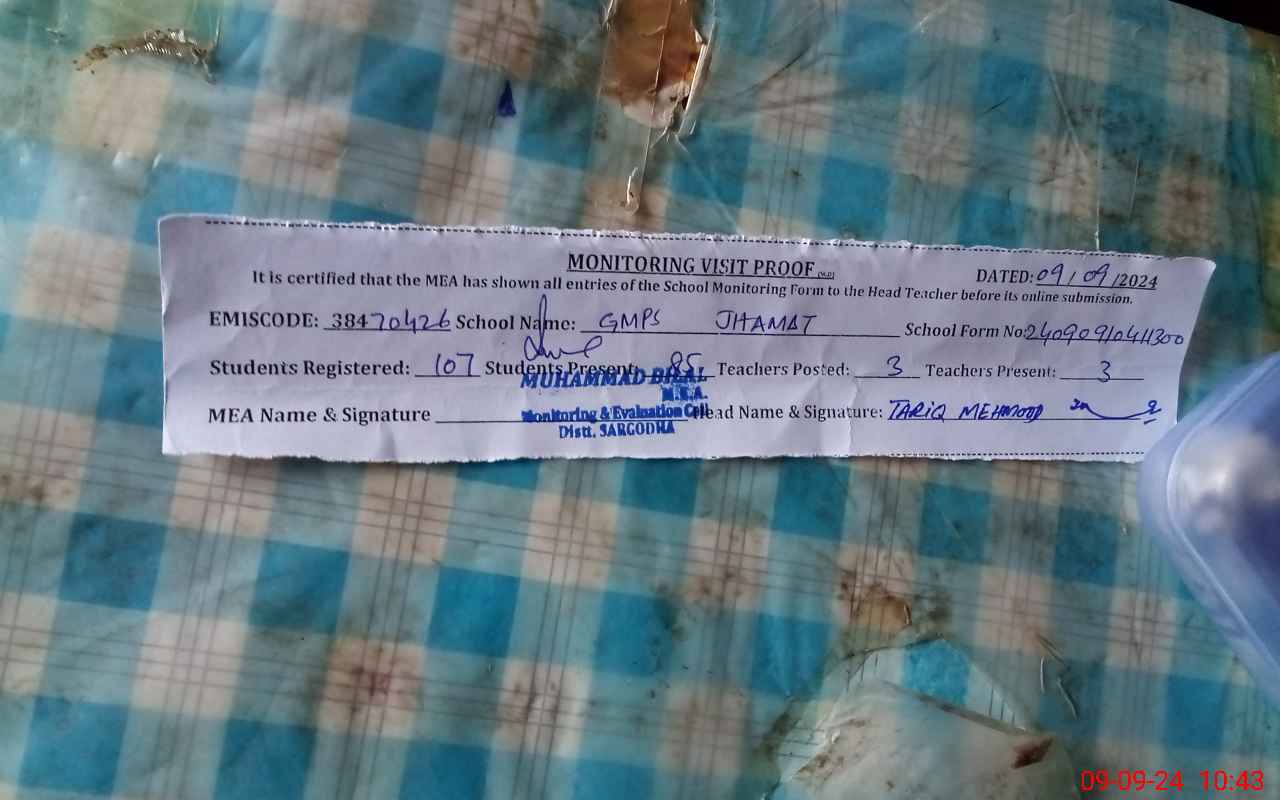 MONITORING VISIT PROOF (M.D)
DATED: 09/09/2024
It is certified that the MEA has shown all entries of the School Monitoring Form to the Head Teacher before its online submission.
EMISCODE: 38470426 School Name: GMPS JHAMAT School Form No: 24090910411300
Students Registered: 107 Students Present: 85 Teachers Posted: 3 Teachers Present: 3
MEA Name & Signature Head Name & Signature: TARIQ MEHMOOD
MUHAMMAD BILAL
M.E.A.
Monitoring & Evaluation Cell
Distt. SARGODHA
09-09-24 10:43